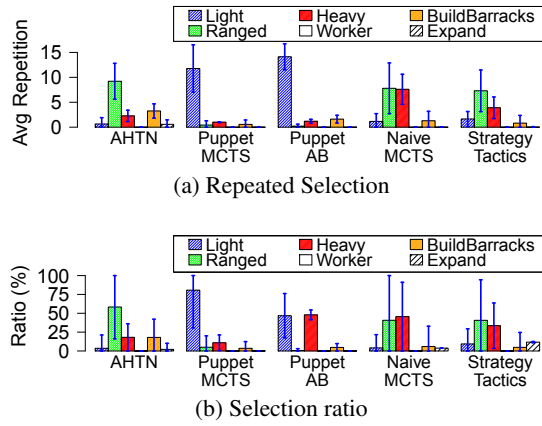 Light Heavy BuildBarracks
Ranged Worker Expand
Avg Repetition
15
10
5
0
AHTN Puppet MCTS Puppet AB Naive MCTS Strategy Tactics
(a) Repeated Selection
Light Heavy BuildBarracks
Ranged Worker Expand
Ratio (%)
100
75
50
25
0
AHTN Puppet MCTS Puppet AB Naive MCTS Strategy Tactics
(b) Selection ratio